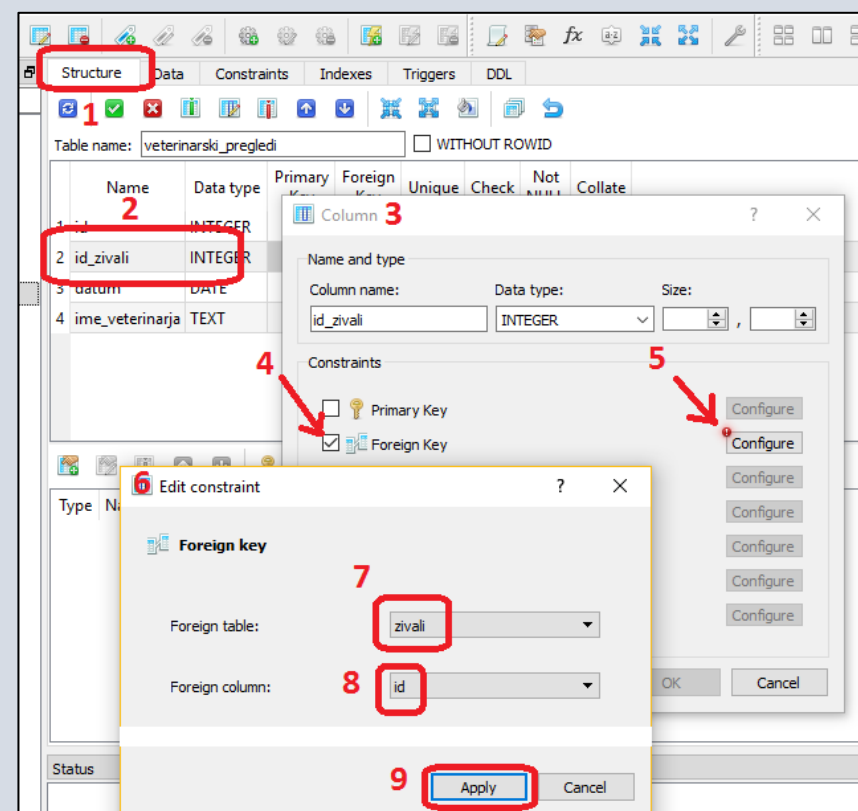 fx a-z
Structure Data Constraints Indexes Triggers DDL
1
Table name: veterinarski_pregledi WITHOUT ROWID
Name Data type Primary Foreign Unique Check Not Collate
2
Column 3
1 id INTEGER
2 id_zivali INTEGER
3 datum DATE
4 ime_veterinarja TEXT
Name and type
Column name: Data type: Size:
id_zivali INTEGER ,
Constraints
4 5
Primary Key Configure
Foreign Key Configure
Configure
Configure
Configure
Configure
Configure
OK Cancel
Type
6 Edit constraint ?
Foreign key
7
Foreign table: zivali
Foreign column: 8 id
Status
9 Apply Cancel